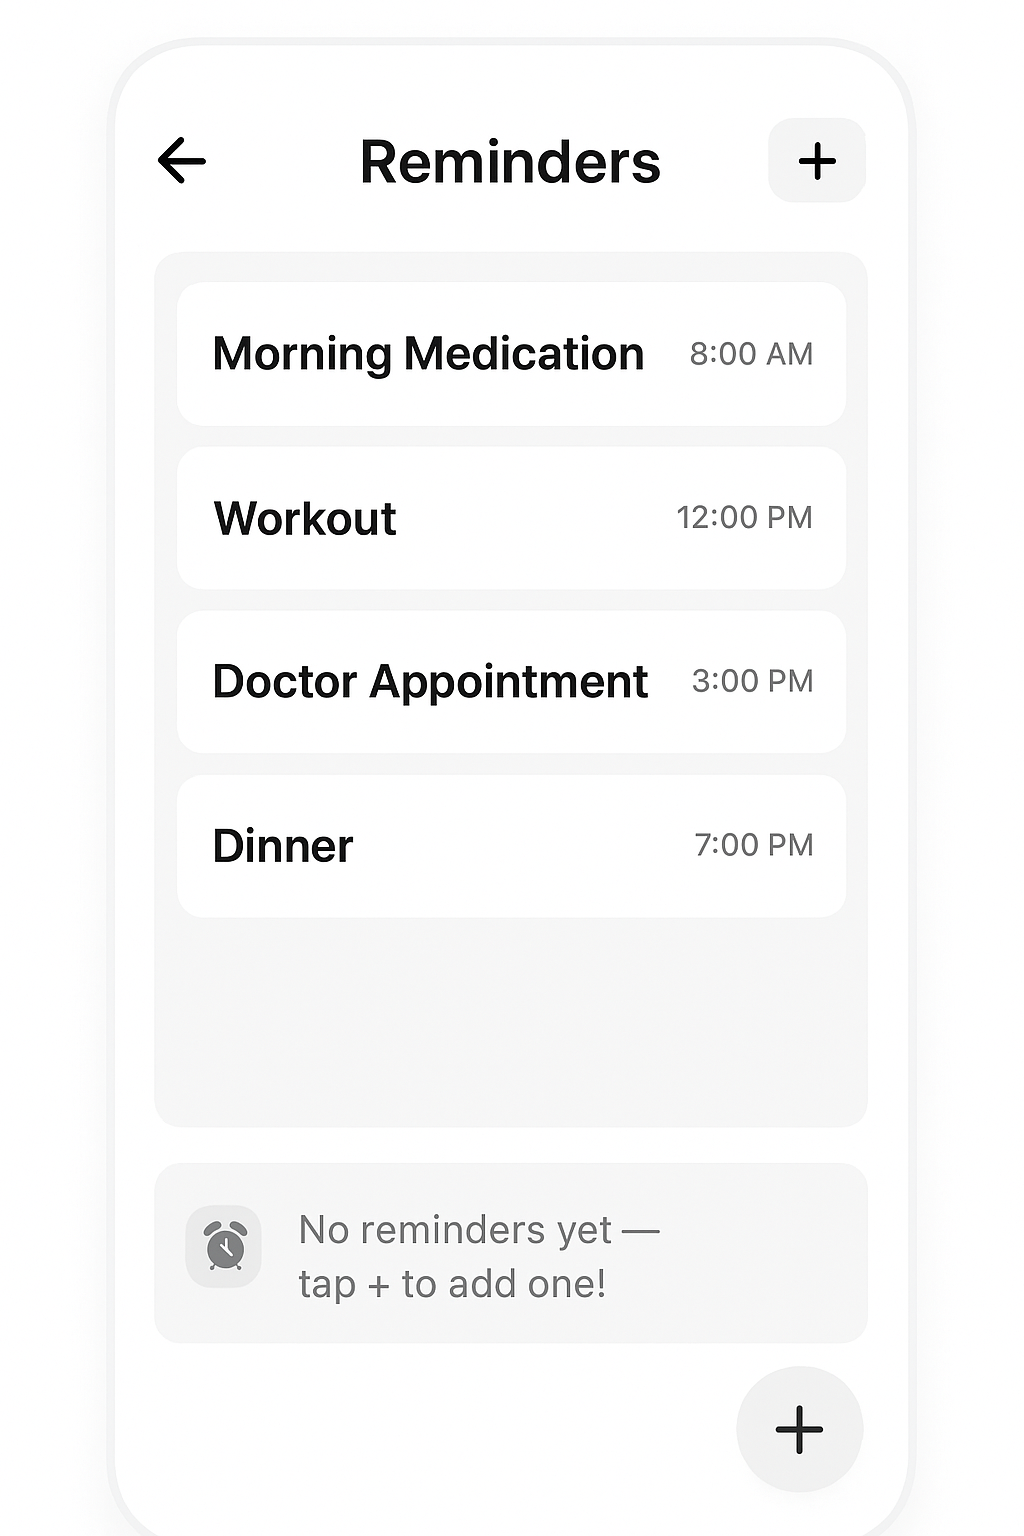 Reminders
Morning Medication 8:00 AM
Workout 12:00 PM
Doctor Appointment 3:00 PM
Dinner 7:00 PM
No reminders yet —
tap + to add one!